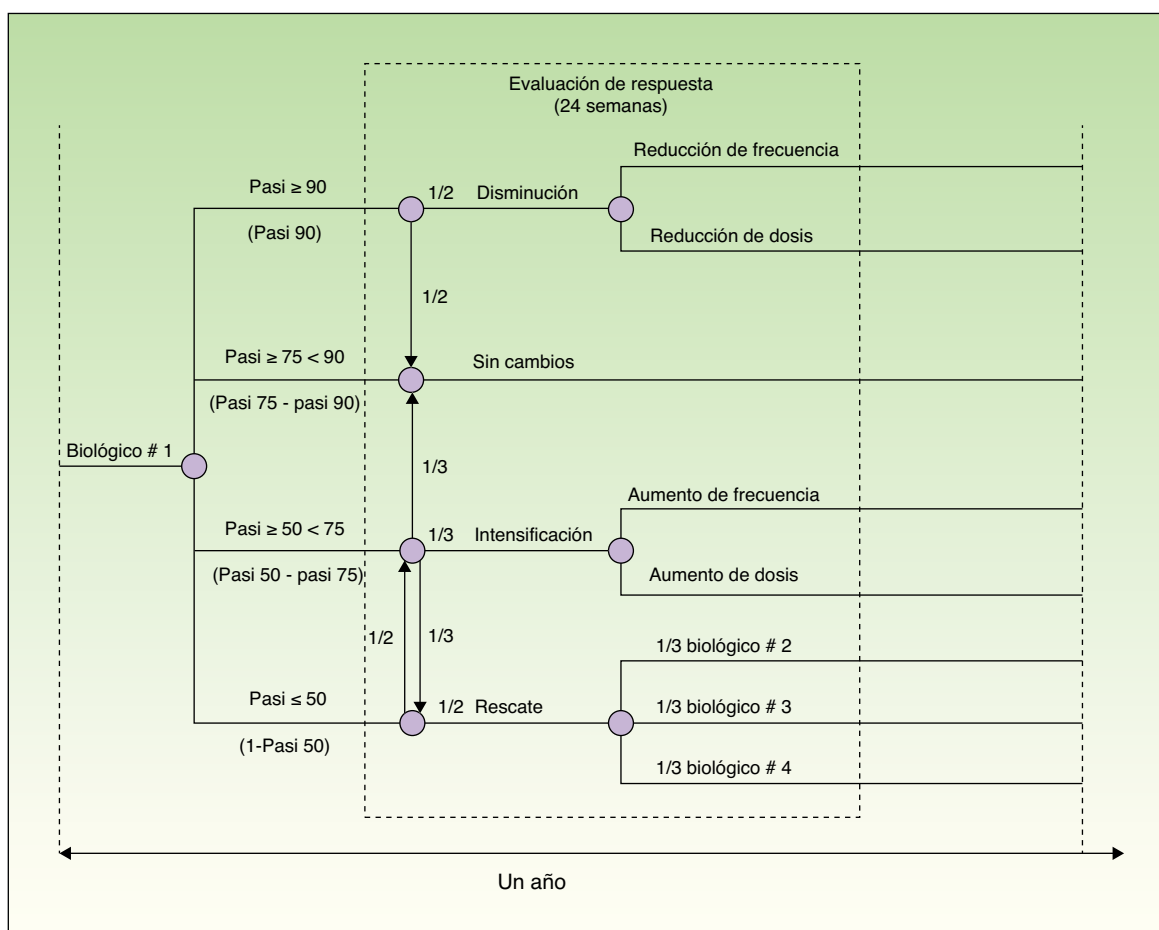 Evaluación de respuesta
(24 semanas)
Reducción de frecuencia
Pasi ≥ 90
1/2 Disminución
(Pasi 90)
Reducción de dosis
1/2
Pasi ≥ 75 < 90
Sin cambios
(Pasi 75 - pasi 90)
Biológico # 1
1/3
Aumento de frecuencia
Pasi ≥ 50 < 75
1/3 Intensificación
(Pasi 50 - pasi 75)
Aumento de dosis
1/2
1/3
1/3 biológico # 2
Pasi ≤ 50
1/2 Rescate
1/3 biológico # 3
(1-Pasi 50)
1/3 biológico # 4
Un año